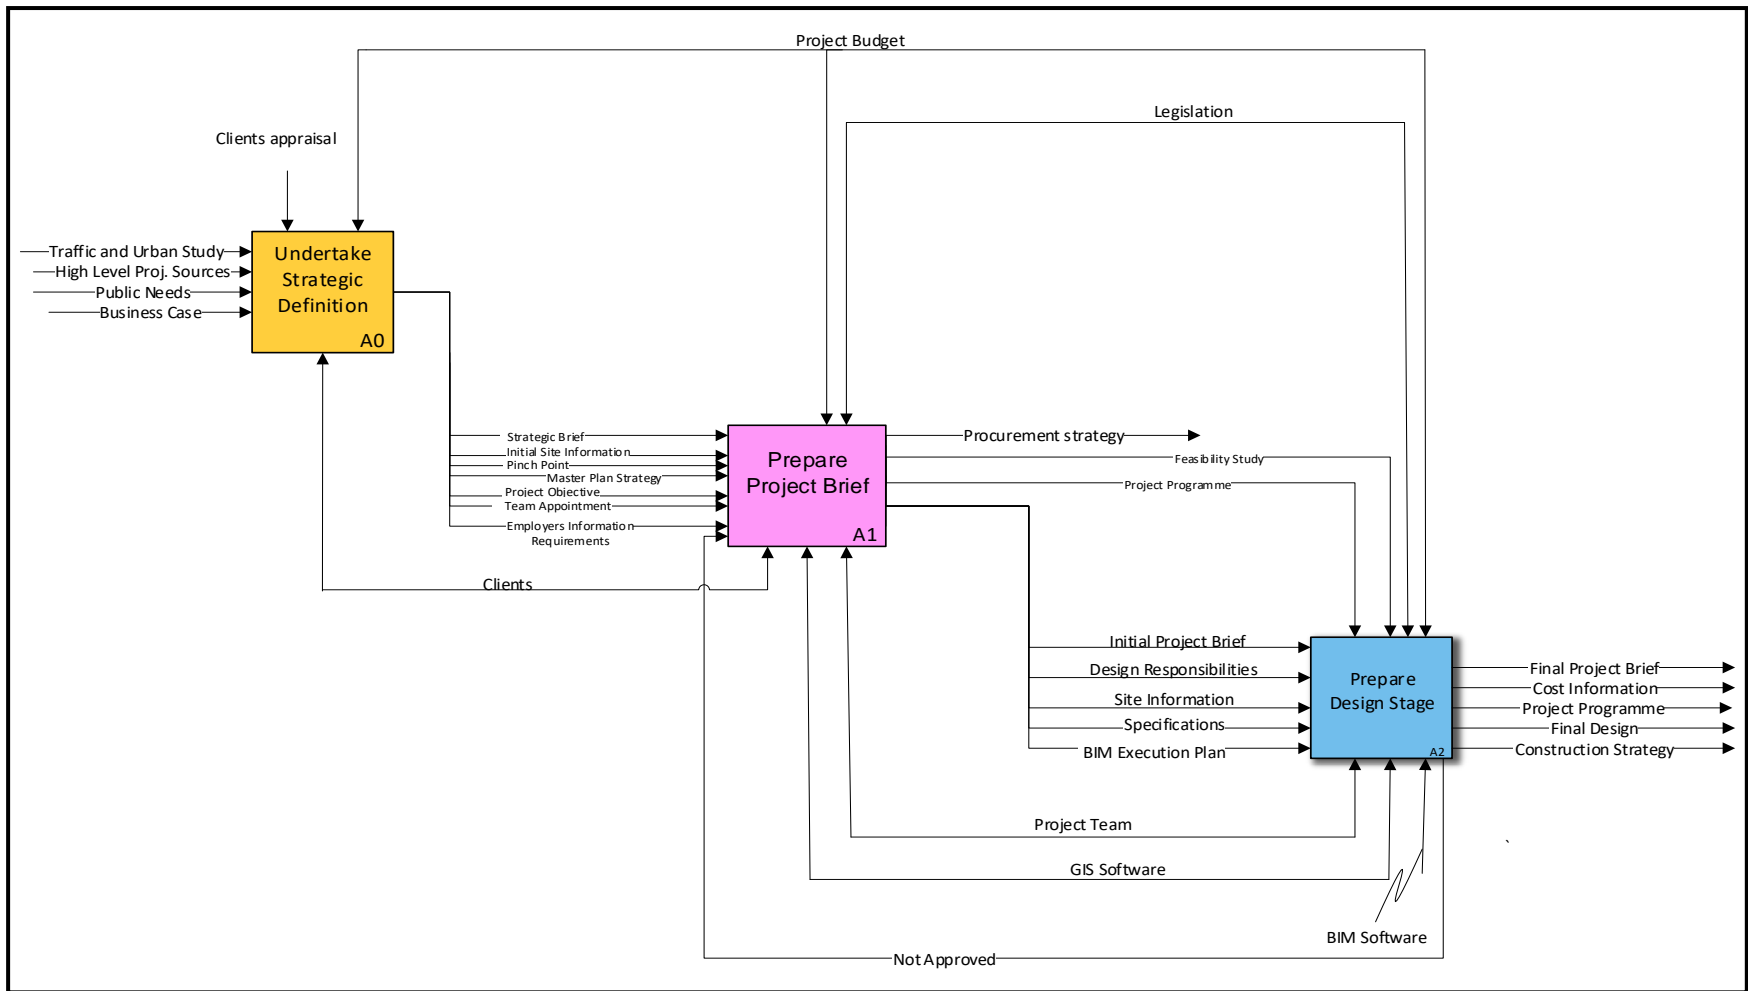 Project Budget
Legislation
Clients appraisal
Traffic and Urban Study
High Level Proj. Sources
Public Needs
Business Case
Undertake
Strategic
Definition
A0
Strategic Brief
Initial Site Information
Pinch Point
Master Plan Strategy
Project Objective
Team Appointment
Employers Information
Requirements
Clients
Prepare
Project Brief
A1
Procurement strategy
Feasibility Study
Project Programme
Initial Project Brief
Design Responsibilities
Site Information
Specifications
BIM Execution Plan
Prepare
Design Stage
A2
Final Project Brief
Cost Information
Project Programme
Final Design
Construction Strategy
Project Team
GIS Software
BIM Software
Not Approved